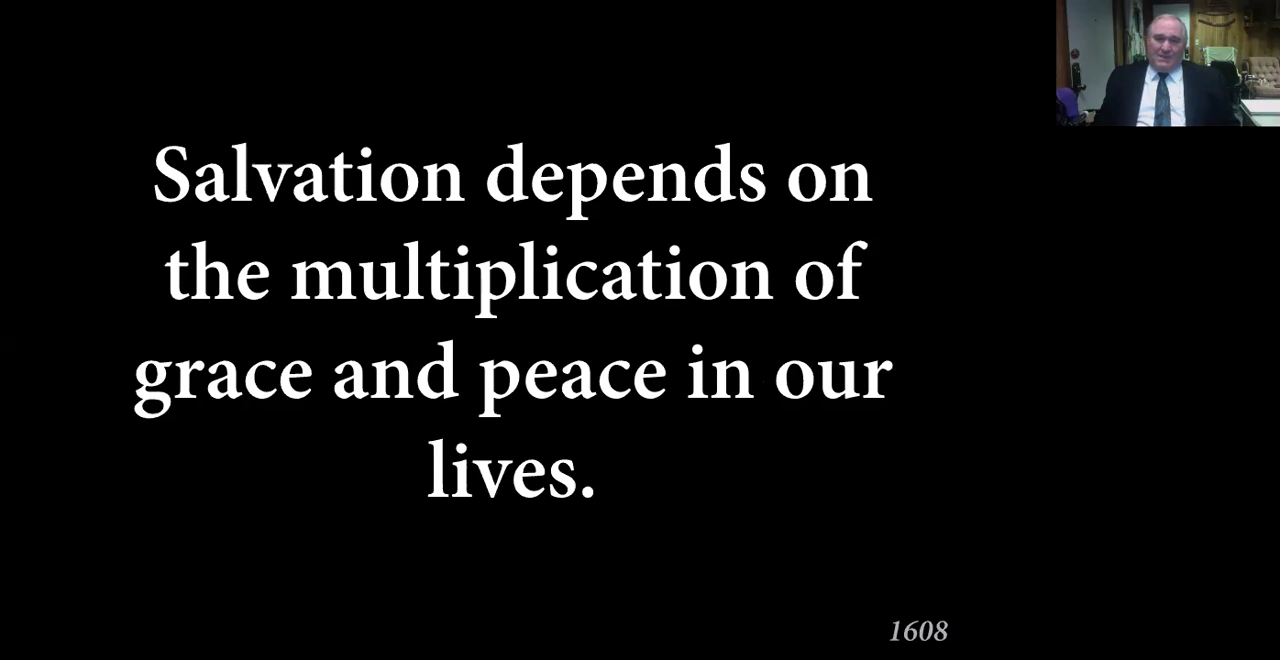 Salvation depends on
the multiplication of
grace and peace in our
lives.
1608